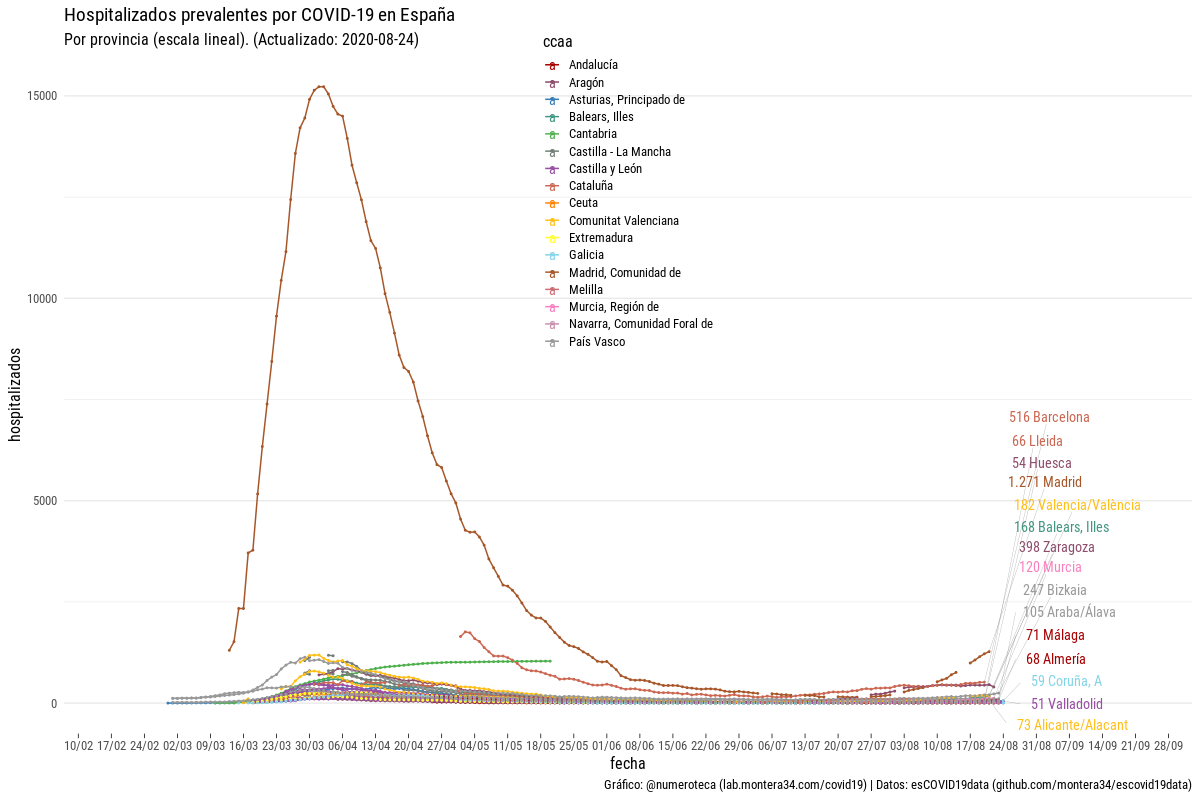 Hospitalizados prevalentes por COVID-19 en España
Por provincia (escala lineal). (Actualizado: 2020-08-24)
ccaa
Andalucía
Aragón
Asturias, Principado de
Balears, Illes
Cantabria
Castilla - La Mancha
Castilla y León
Cataluña
Ceuta
Comunitat Valenciana
Extremadura
Galicia
Madrid, Comunidad de
Melilla
Murcia, Región de
Navarra, Comunidad Foral de
País Vasco
hospitalizados
15000
10000
5000
0
516 Barcelona
66 Lleida
54 Huesca
1.271 Madrid
182 Valencia/València
168 Balears, Illes
398 Zaragoza
120 Murcia
247 Bizkaia
105 Araba/Álava
71 Málaga
68 Almería
59 Coruña, A
51 Valladolid
73 Alicante/Alacant
10/02 17/02 24/02 02/03 09/03 16/03 23/03 30/03 06/04 13/04 20/04 27/04 04/05 11/05 18/05 25/05 01/06 08/06 15/06 22/06 29/06 06/07 13/07 20/07 27/07 03/08 10/08 17/08 24/08 31/08 07/09 14/09 21/09 28/09
fecha
Gráfico: @numeroteca (lab.montera34.com/covid19) | Datos: esCOVID19data (github.com/montera34/escovid19data)